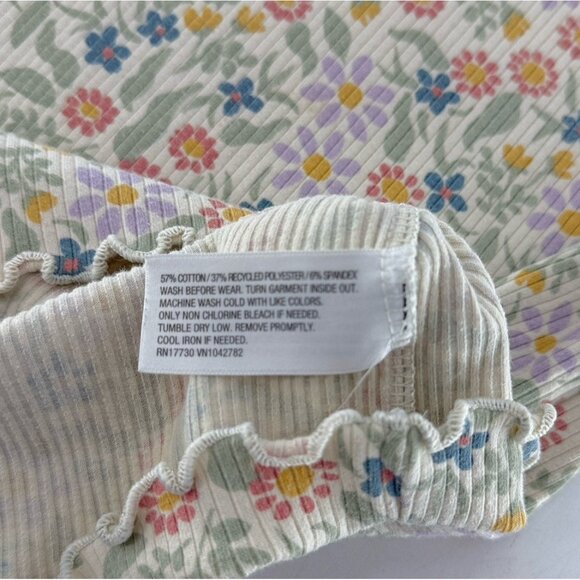 57% COTTON/37% RECYCLED POLYESTER/6% SPANDEX
WASH BEFORE WEAR. TURN GARMENT INSIDE OUT.
MACHINE WASH COLD WITH LIKE COLORS.
ONLY NON CHLORINE BLEACH IF NEEDED.
TUMBLE DRY LOW. REMOVE PROMPTLY.
COOL IRON IF NEEDED.
RN17730 VN1042782